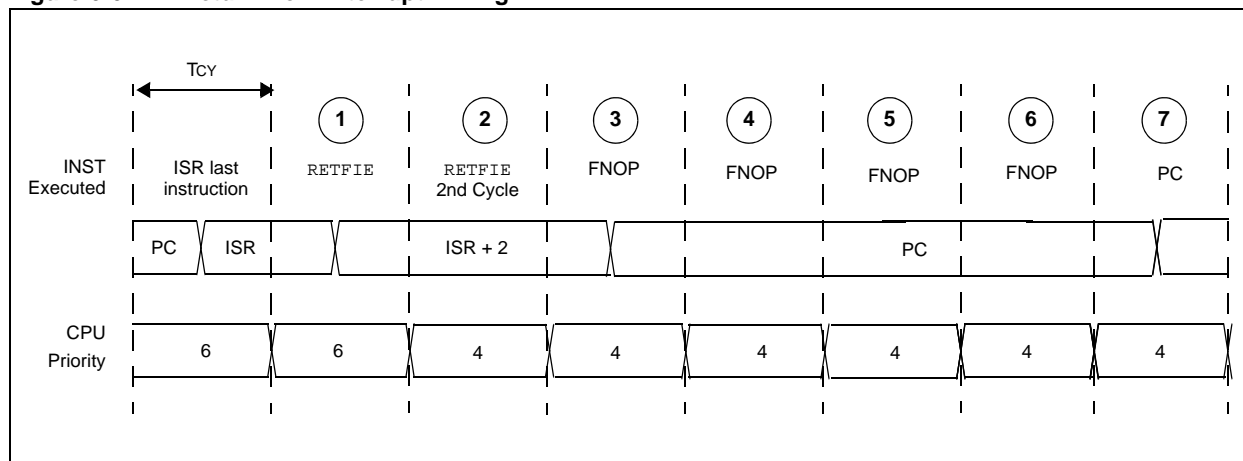 TCY
1 2 3 4 5 6 7
INST
Executed
ISR last
instruction
RETFIE
RETFIE
2nd Cycle
FNOP
FNOP
FNOP
FNOP
PC
PC ISR ISR + 2 PC
CPU
Priority
6 6 4 4 4 4 4 4